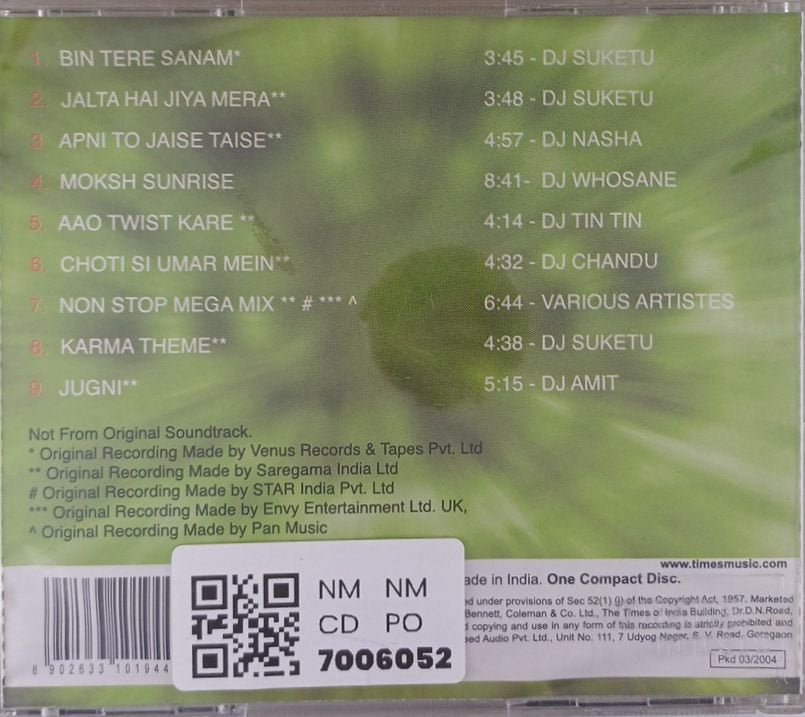 1. BIN TERE SANAM* 3:45 - DJ SUKETU
2. JALTA HAI JIYA MERA** 3:48 - DJ SUKETU
3. APNI TO JAISE TAISE** 4:57 - DJ NASHA
4. MOKSH SUNRISE 8:41- DJ WHOSANE
5. AAO TWIST KARE ** 4:14 - DJ TIN TIN
6. CHOTI SI UMAR MEIN** 4:32 - DJ CHANDU
7. NON STOP MEGA MIX ** # *** ^ 6:44 - VARIOUS ARTISTES
8. KARMA THEME** 4:38 - DJ SUKETU
9. JUGNI** 5:15 - DJ AMIT
Not From Original Soundtrack.
* Original Recording Made by Venus Records & Tapes Pvt. Ltd
** Original Recording Made by Saregama India Ltd
# Original Recording Made by STAR India Pvt. Ltd
*** Original Recording Made by Envy Entertainment Ltd. UK,
^ Original Recording Made by Pan Music
www.timesmusic.com
ade in India. One Compact Disc.
ed under provisions of Sec 52(1) (j) of the Copyright Act, 1957. Marketed
Bennett, Coleman & Co. Ltd., The Times of India Building, Dr.D.N.Road,
copying and use in any form of this recording is strictly prohibited and
sed Audio Pvt. Ltd., Unit No. 111, 7 Udyog Nagar, S. V. Road, Goregaon
Pkd 03/2004
8 902633 101944
NM NM
CD PO
7006052